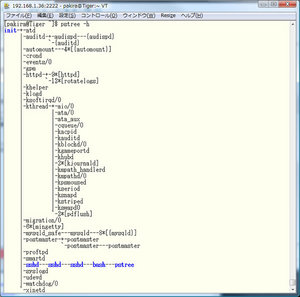 192.168.1.36:2222 - pakira@Tiger:~ VT
ファイル(F) 編集(E) 設定(S) コントロール(O) ウィンドウ(W) Resize ヘルプ(H)
[pakira@Tiger ~]$ pstree -h
init-+-atd
|-auditd-+-audispd---{audispd}
| `-{auditd}
|-automount---4*[{automount}]
|-crond
|-events/0
|-gpm
|-httpd-+-9*[httpd]
| `-12*[rotatelogs]
|-khelper
|-klogd
|-ksoftirqd/0
|-kthread-+-aio/0
| |-ata/0
| |-ata_aux
| |-cqueue/0
| |-kacpid
| |-kauditd
| |-kblockd/0
| |-kgameportd
| |-khubd
| |-3*[kjournald]
| |-kmpath_handlerd
| |-kmpathd/0
| |-kpsmoused
| |-kseriod
| |-ksnapd
| |-kstriped
| |-kswapd0
| `-2*[pdflush]
|-migration/0
|-6*[mingetty]
|-mysqld_safe---mysqld---9*[{mysqld}]
|-postmaster-+-postmaster
| `-postmaster---postmaster
|-proftpd
|-smartd
|-sshd---sshd---sshd---bash---pstree
|-syslogd
|-udevd
|-watchdog/0
|-xinetd